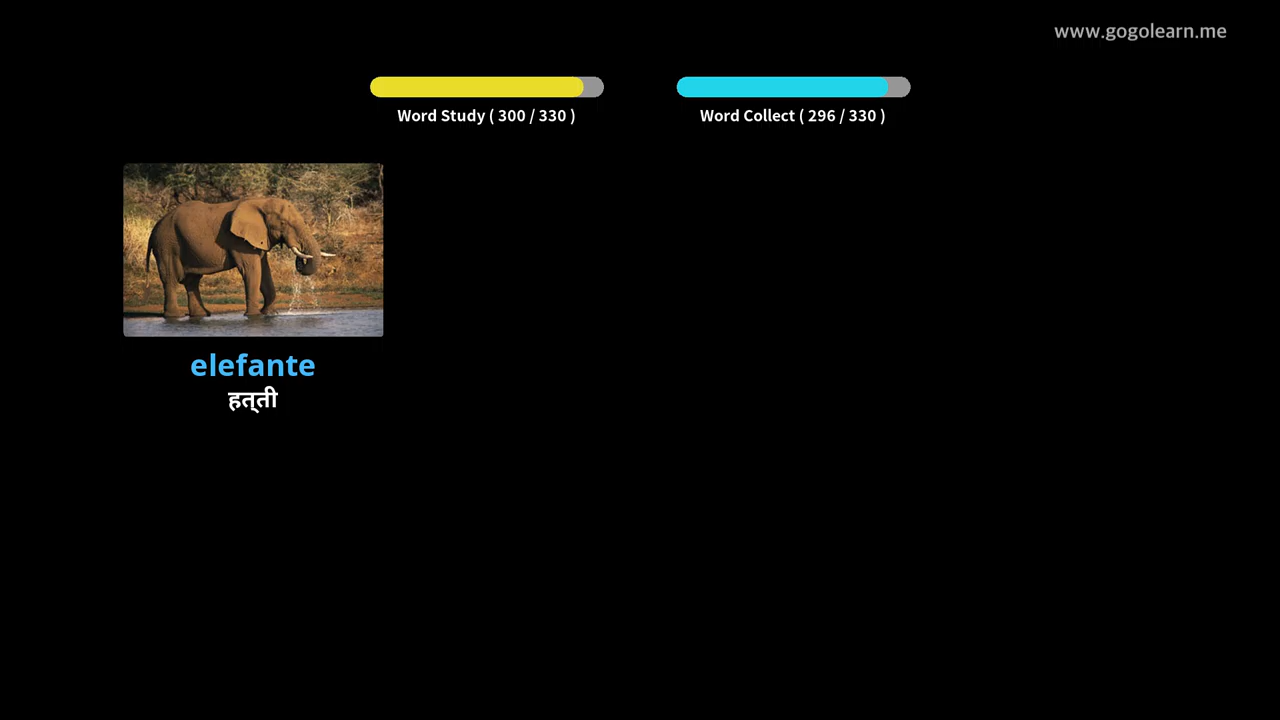 www.gogolearn.me
Word Study ( 300 / 330 )
Word Collect ( 296 / 330 )
elefante
हत्‌ती